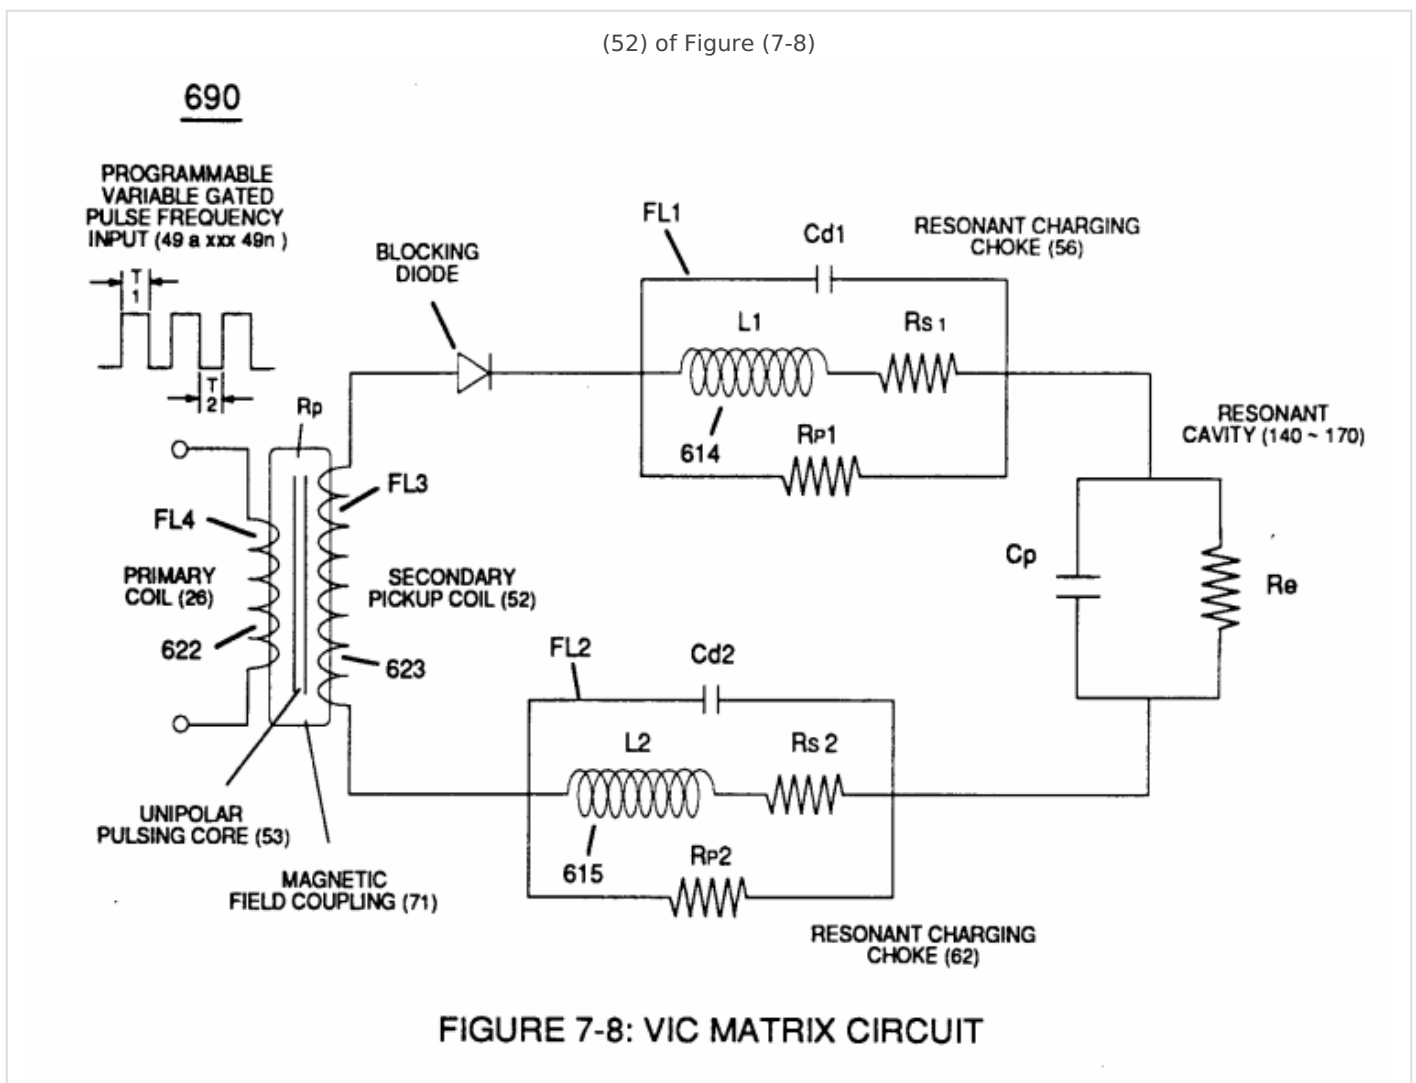 (52) of Figure (7-8)
690
PROGRAMMABLE
VARIABLE GATED
PULSE FREQUENCY
INPUT (49 a xxx 49n )
T
1
T
2
BLOCKING
DIODE
FL1
Cd1
RESONANT CHARGING
CHOKE (56)
L1
Rs 1
614
RP1
RESONANT
CAVITY (140 ~ 170)
Rp
FL3
FL4
PRIMARY
COIL (26)
SECONDARY
PICKUP COIL (52)
622
623
Cp
Re
FL2
Cd2
L2
Rs 2
615
RP2
UNIPOLAR
PULSING CORE (53)
MAGNETIC
FIELD COUPLING (71)
RESONANT CHARGING
CHOKE (62)
FIGURE 7-8: VIC MATRIX CIRCUIT